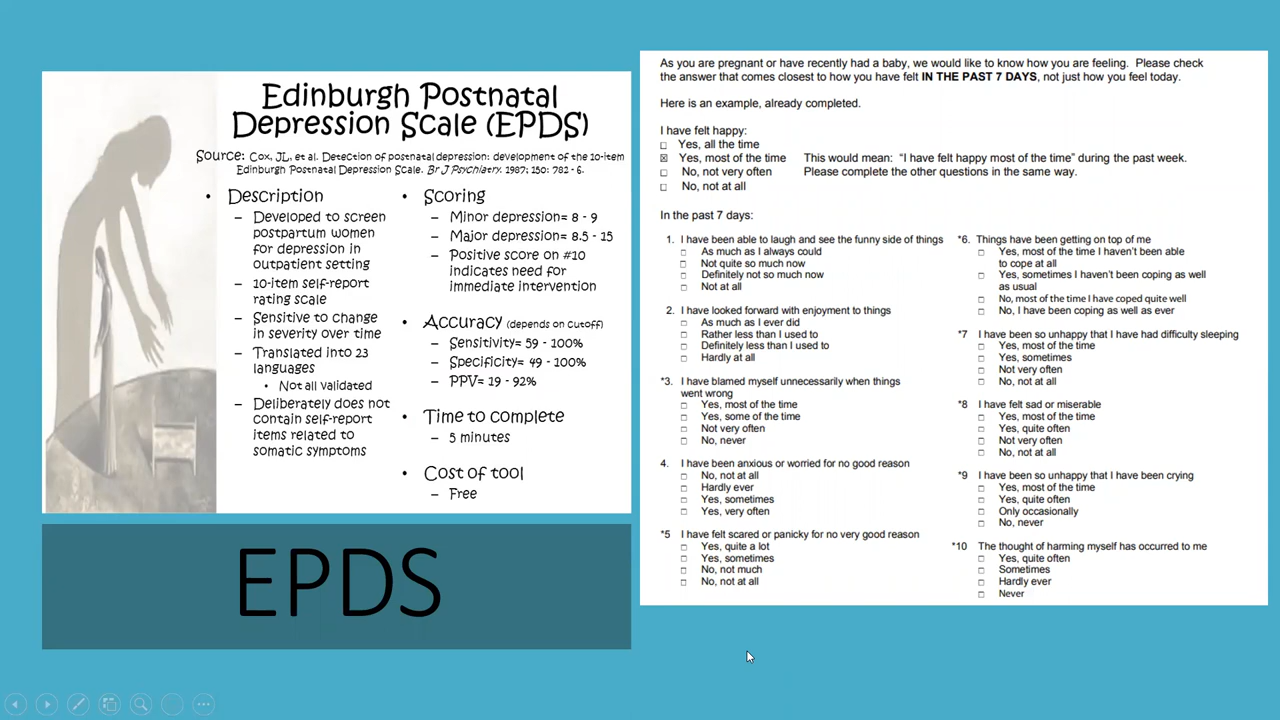 Edinburgh Postnatal
Depression Scale (EPDS)
Source: Cox, JL, et al. Detection of postnatal depression: development of the 10-item
Edinburgh Postnatal Depression Scale. Br J Psychiatry. 1987; 150: 782 - 6.
• Description
– Developed to screen
postpartum women
for depression in
outpatient setting
– 10-item self-report
rating scale
– Sensitive to change
in severity over time
– Translated into 23
languages
• Not all validated
– Deliberately does not
contain self-report
items related to
somatic symptoms
• Scoring
– Minor depression= 8 - 9
– Major depression= 8.5 - 15
– Positive score on #10
indicates need for
immediate intervention
• Accuracy (depends on cutoff)
– Sensitivity= 59 - 100%
– Specificity= 49 - 100%
– PPV= 19 - 92%
• Time to complete
– 5 minutes
• Cost of tool
– Free
EPDS
As you are pregnant or have recently had a baby, we would like to know how you are feeling. Please check
the answer that comes closest to how you have felt IN THE PAST 7 DAYS, not just how you feel today.
Here is an example, already completed.
I have felt happy:
□ Yes, all the time
☒ Yes, most of the time This would mean: “I have felt happy most of the time” during the past week.
□ No, not very often Please complete the other questions in the same way.
□ No, not at all
In the past 7 days:
1. I have been able to laugh and see the funny side of things
□ As much as I always could
□ Not quite so much now
□ Definitely not so much now
□ Not at all
2. I have looked forward with enjoyment to things
□ As much as I ever did
□ Rather less than I used to
□ Definitely less than I used to
□ Hardly at all
*3. I have blamed myself unnecessarily when things
went wrong
□ Yes, most of the time
□ Yes, some of the time
□ Not very often
□ No, never
4. I have been anxious or worried for no good reason
□ No, not at all
□ Hardly ever
□ Yes, sometimes
□ Yes, very often
*5 I have felt scared or panicky for no very good reason
□ Yes, quite a lot
□ Yes, sometimes
□ No, not much
□ No, not at all
*6. Things have been getting on top of me
□ Yes, most of the time I haven’t been able
to cope at all
□ Yes, sometimes I haven’t been coping as well
as usual
□ No, most of the time I have coped quite well
□ No, I have been coping as well as ever
*7 I have been so unhappy that I have had difficulty sleeping
□ Yes, most of the time
□ Yes, sometimes
□ Not very often
□ No, not at all
*8 I have felt sad or miserable
□ Yes, most of the time
□ Yes, quite often
□ Not very often
□ No, not at all
*9 I have been so unhappy that I have been crying
□ Yes, most of the time
□ Yes, quite often
□ Only occasionally
□ No, never
*10 The thought of harming myself has occurred to me
□ Yes, quite often
□ Sometimes
□ Hardly ever
□ Never